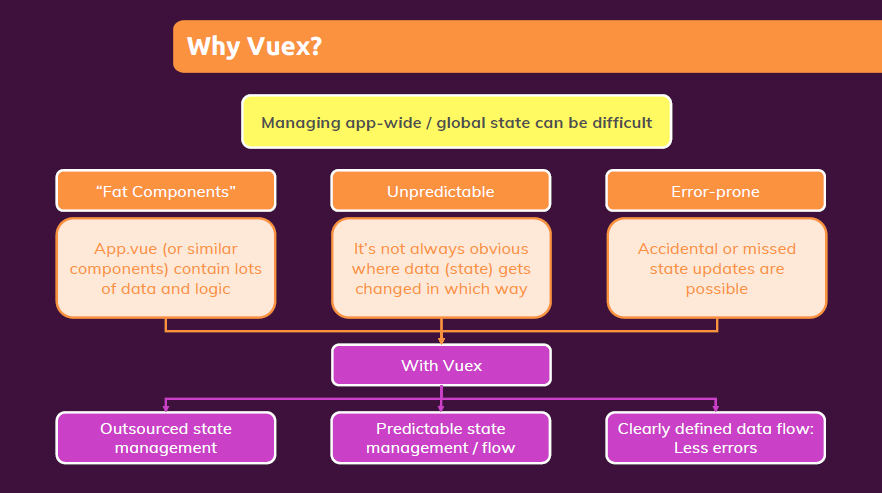 Why Vuex?
Managing app-wide / global state can be difficult
“Fat Components”
Unpredictable
Error-prone
App.vue (or similar
components) contain lots
of data and logic
It’s not always obvious
where data (state) gets
changed in which way
Accidental or missed
state updates are
possible
With Vuex
Outsourced state
management
Predictable state
management / flow
Clearly defined data flow:
Less errors